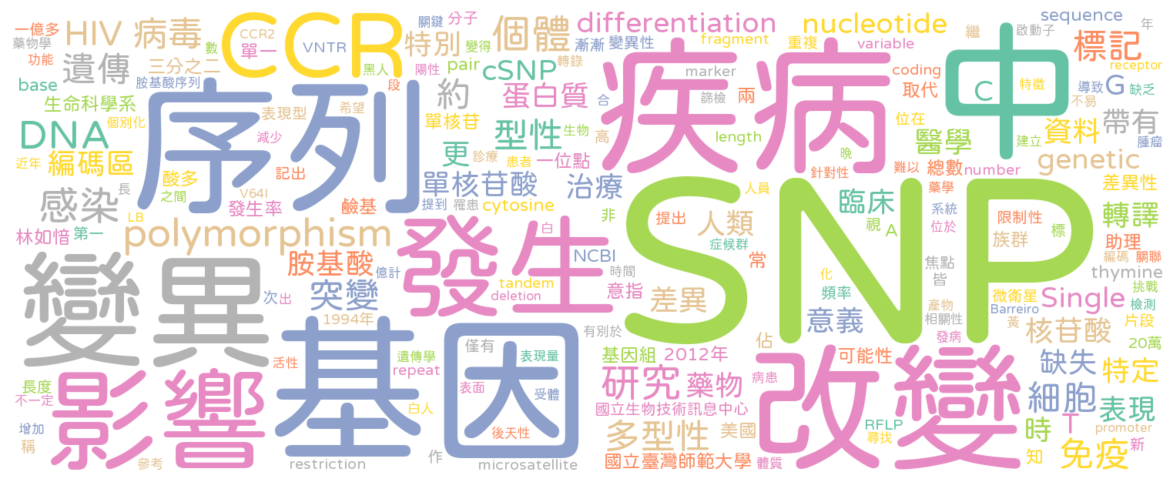 一億多
HIV
病毒
關鍵
分子
CCR2
CCR
單一
VNTR
數
變得
特別
個體
differentiation
漸漸
變異性
fragment
nucleotide
重複
variable
sequence
年
繼
啟動子
標記
藥物學
功能
遺傳
三分之二
黑人
陽性
轉錄
pair
cSNP
base
胺基酸序列
段
約
蛋白質
合
marker
篩檢
兩
coding
取代
C
特徵
receptor
導致
G
缺乏
不易
生命科學系
表現型
希望
DNA
個別化
減少
序列
單核苷
型性
生物
高
疾病
length
位在
醫學
中
建立
資料
帶有
腫瘤
近年
編碼區
之間
診療
患者
一位點
更
晚
針對性
難以
總數
number
genetic
酸多
記出
V64I
單核苷酸
治療
人員
藥學
差異性
感染
長
發生率
鹼基
提到
罹患
cytosine
非
提出
人類
臨床
系統
限制性
標
轉譯
LB
林如愔
第一
polymorphism
白
症候群
常
視
A
位於
族群
編碼
助理
關聯
胺基酸
發生
NCBI
SNP
焦點
皆
thymine
變異
次
出
億計
tandem
時間
化
挑戰
突變
deletion
意指
差異
頻率
產物
微衛星
Barreiro
Single
檢測
1994年
有別於
佔
意義
相關性
黃
核苷酸
片段
發病
20萬
基因
活性
遺傳學
僅有
表現量
基因組
2012年
可能性
缺失
特定
長度
不一定
影響
repeat
表面
受體
研究
藥物
病患
改變
細胞
表現
白人
國立生物技術訊息中心
增加
稱
後天性
多型性
美國
RFLP
尋找
時
T
promoter
參考
restriction
作
microsatellite
國立臺灣師範大學
體質
知
免疫
新